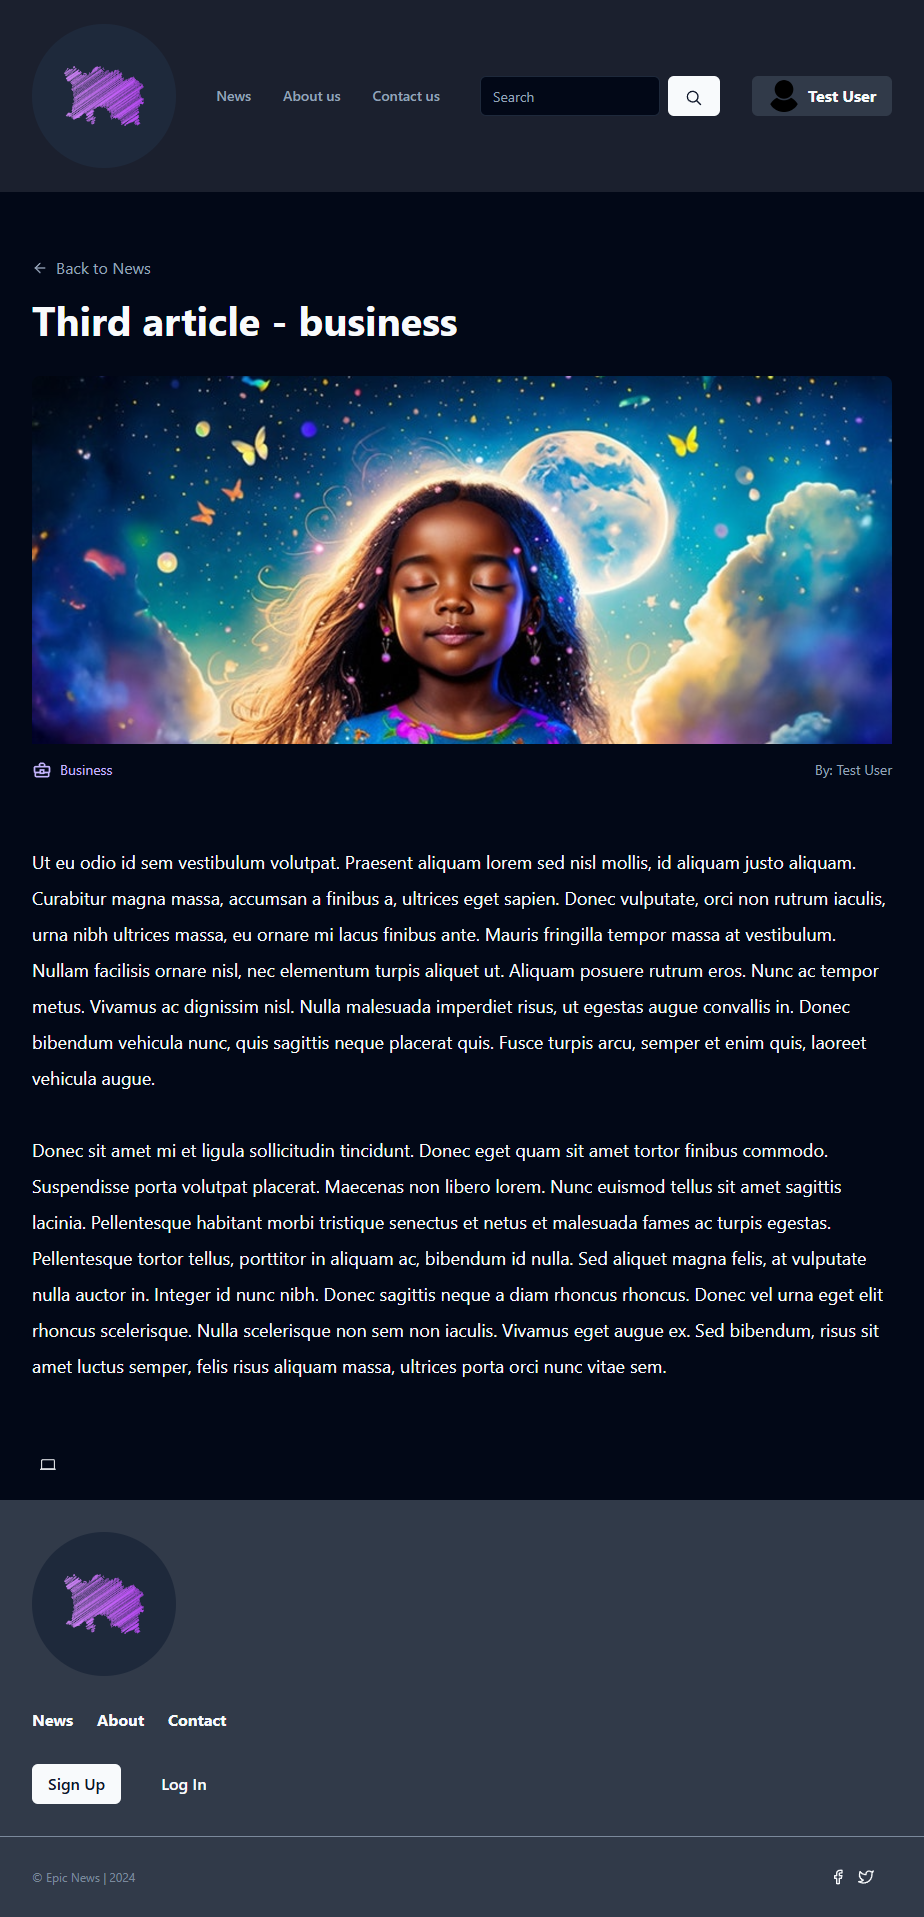 News About us Contact us Search Test User
Back to News
Third article - business
Business By: Test User
Ut eu odio id sem vestibulum volutpat. Praesent aliquam lorem sed nisl mollis, id aliquam justo aliquam.
Curabitur magna massa, accumsan a finibus a, ultrices eget sapien. Donec vulputate, orci non rutrum iaculis,
urna nibh ultrices massa, eu ornare mi lacus finibus ante. Mauris fringilla tempor massa at vestibulum.
Nullam facilisis ornare nisl, nec elementum turpis aliquet ut. Aliquam posuere rutrum eros. Nunc ac tempor
metus. Vivamus ac dignissim nisl. Nulla malesuada imperdiet risus, ut egestas augue convallis in. Donec
bibendum vehicula nunc, quis sagittis neque placerat quis. Fusce turpis arcu, semper et enim quis, laoreet
vehicula augue.
Donec sit amet mi et ligula sollicitudin tincidunt. Donec eget quam sit amet tortor finibus commodo.
Suspendisse porta volutpat placerat. Maecenas non libero lorem. Nunc euismod tellus sit amet sagittis
lacinia. Pellentesque habitant morbi tristique senectus et netus et malesuada fames ac turpis egestas.
Pellentesque tortor tellus, porttitor in aliquam ac, bibendum id nulla. Sed aliquet magna felis, at vulputate
nulla auctor in. Integer id nunc nibh. Donec sagittis neque a diam rhoncus rhoncus. Donec vel urna eget elit
rhoncus scelerisque. Nulla scelerisque non sem non iaculis. Vivamus eget augue ex. Sed bibendum, risus sit
amet luctus semper, felis risus aliquam massa, ultrices porta orci nunc vitae sem.
News About Contact
Sign Up Log In
© Epic News | 2024